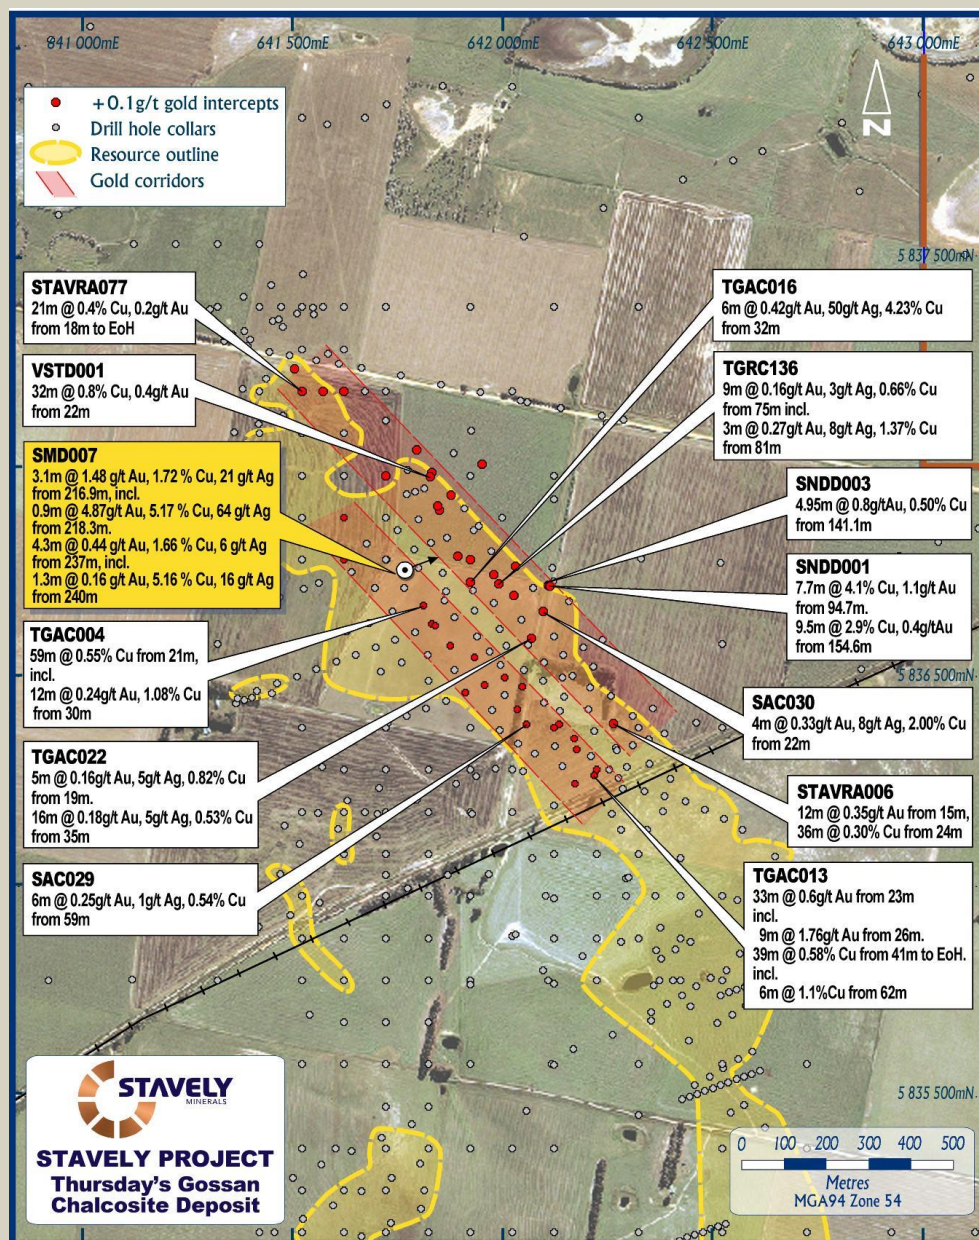 841 000mE
641 500mE
642 000mE
642 500mE
643 000mE
+0.1g/t gold intercepts
Drill hole collars
Resource outline
Gold corridors
N
5 837 500mN
STAVRA077
21m @ 0.4% Cu, 0.2g/t Au
from 18m to EoH
VSTD001
32m @ 0.8% Cu, 0.4g/t Au
from 22m
SMD007
3.1m @ 1.48 g/t Au, 1.72 % Cu, 21 g/t Ag
from 216.9m, incl.
0.9m @ 4.87g/t Au, 5.17 % Cu, 64 g/t Ag
from 218.3m.
4.3m @ 0.44 g/t Au, 1.66 % Cu, 6 g/t Ag
from 237m, incl.
1.3m @ 0.16 g/t Au, 5.16 % Cu, 16 g/t Ag
from 240m
TGAC004
59m @ 0.55% Cu from 21m,
incl.
12m @ 0.24g/t Au, 1.08% Cu
from 30m
TGAC022
5m @ 0.16g/t Au, 5g/t Ag, 0.82% Cu
from 19m.
16m @ 0.18g/t Au, 5g/t Ag, 0.53% Cu
from 35m
SAC029
6m @ 0.25g/t Au, 1g/t Ag, 0.54% Cu
from 59m
TGAC016
6m @ 0.42g/t Au, 50g/t Ag, 4.23% Cu
from 32m
TGRC136
9m @ 0.16g/t Au, 3g/t Ag, 0.66% Cu
from 75m incl.
3m @ 0.27g/t Au, 8g/t Ag, 1.37% Cu
from 81m
SNDD003
4.95m @ 0.8g/tAu, 0.50% Cu
from 141.1m
SNDD001
7.7m @ 4.1% Cu, 1.1g/t Au
from 94.7m.
9.5m @ 2.9% Cu, 0.4g/tAu
from 154.6m
5 836 500mN
SAC030
4m @ 0.33g/t Au, 8g/t Ag, 2.00% Cu
from 22m
STAVRA006
12m @ 0.35g/t Au from 15m,
36m @ 0.30% Cu from 24m
TGAC013
33m @ 0.6g/t Au from 23m
incl.
9m @ 1.76g/t Au from 26m.
39m @ 0.58% Cu from 41m to EoH.
incl.
6m @ 1.1%Cu from 62m
5 835 500mN
STAVELY
MINERALS
STAVELY PROJECT
Thursday's Gossan
Chalcosite Deposit
0 100 200 300 400 500
Metres
MGA94 Zone 54